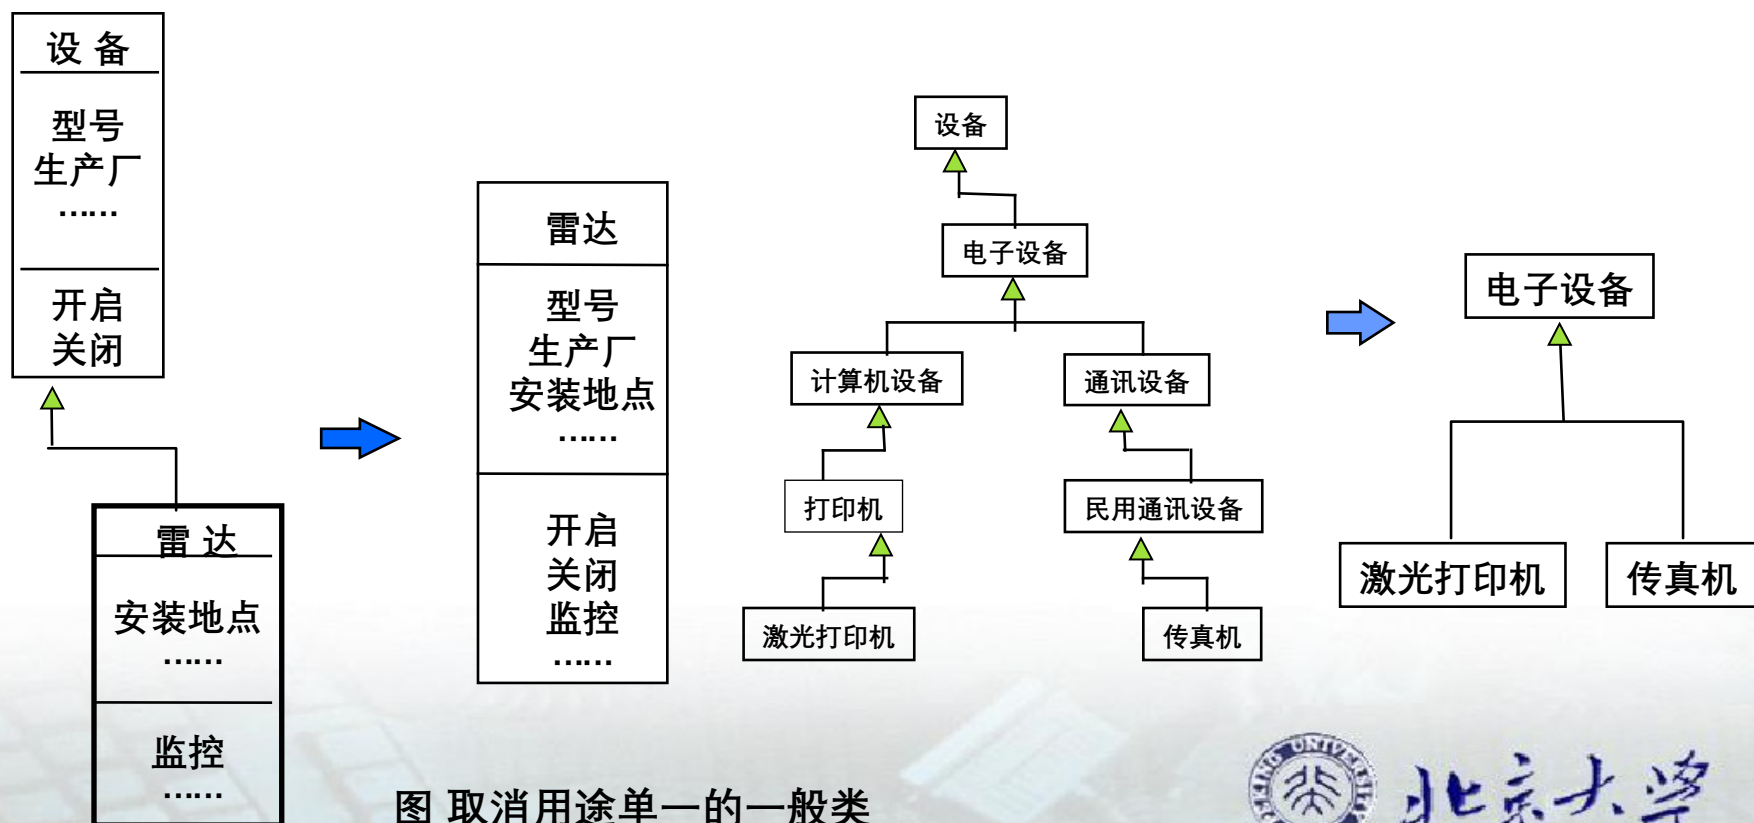 设 备
型号
生产厂
……
开启
关闭
雷 达
安装地点
……
监控
……
雷达
型号
生产厂
安装地点
……
开启
关闭
监控
……
设备
电子设备
计算机设备
通讯设备
打印机
民用通讯设备
激光打印机
传真机
电子设备
激光打印机
传真机
图 取消用途单一的一般类
北京大学